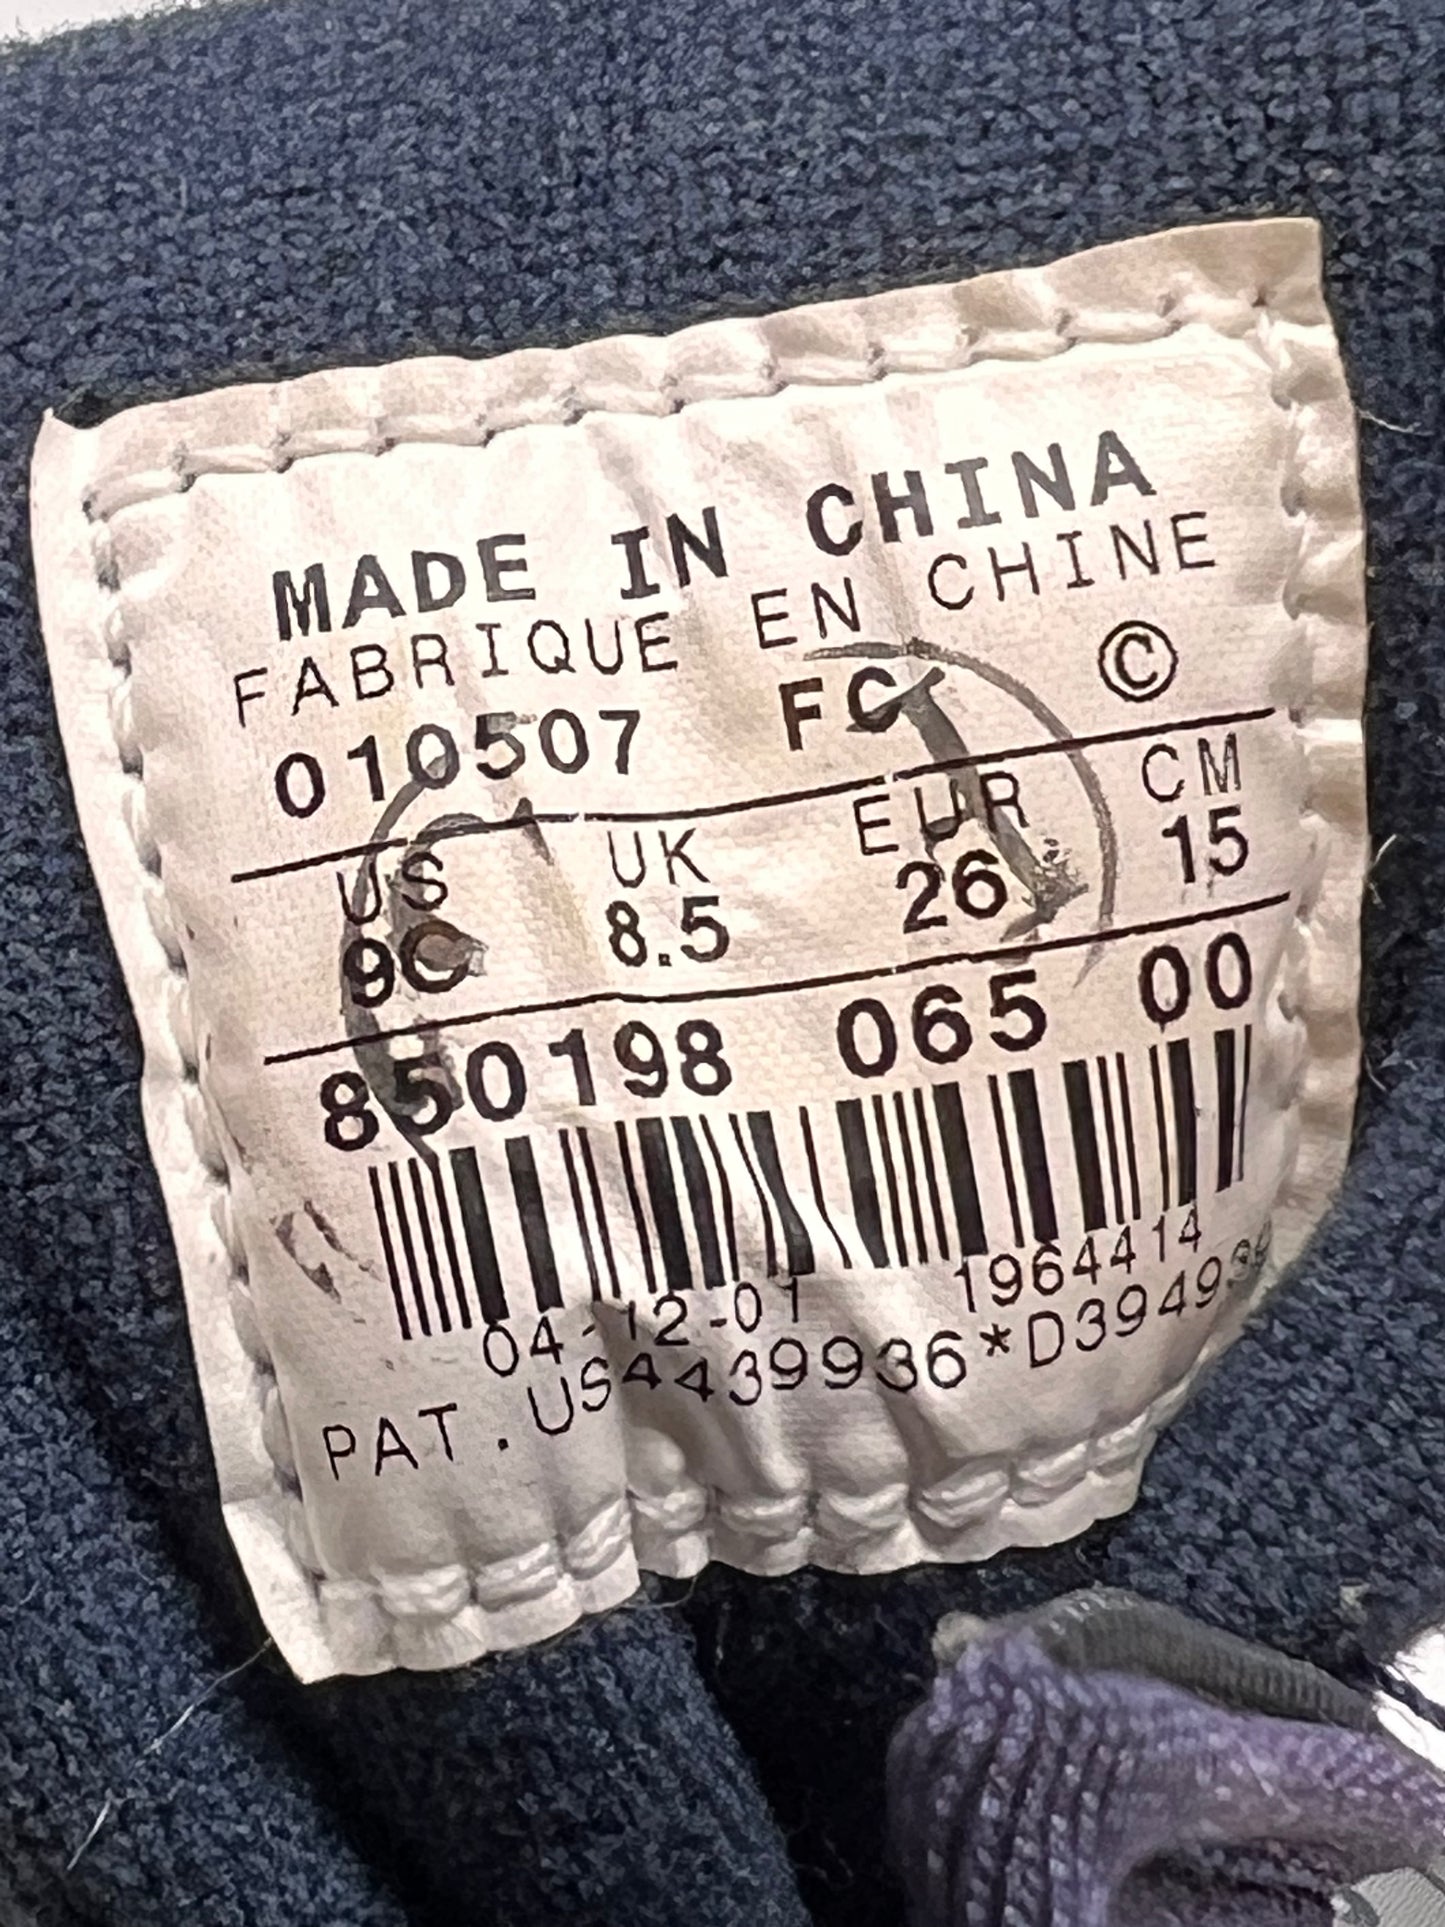 MADE IN CHINA
FABRIQUE EN CHINE
010507 FC ©
US UK EUR CM
9C 8.5 26 15
850198 065 00
04-12-01 1964414
PAT.US4439936*D394938